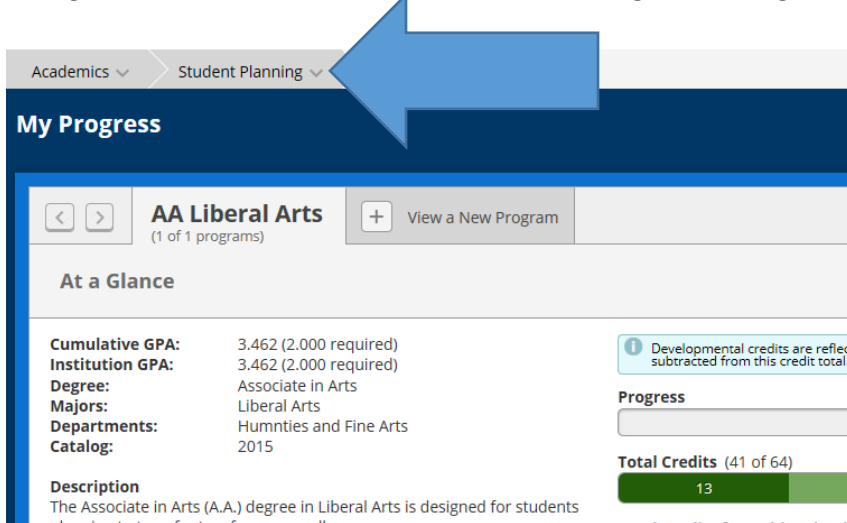 Academics Student Planning
My Progress
AA Liberal Arts
(1 of 1 programs)
+ View a New Program
At a Glance
Cumulative GPA: 3.462 (2.000 required)
Institution GPA: 3.462 (2.000 required)
Degree: Associate in Arts
Majors: Liberal Arts
Departments: Humnties and Fine Arts
Catalog: 2015
Description
The Associate in Arts (A.A.) degree in Liberal Arts is designed for students
Developmental credits are reflec
subtracted from this credit total
Progress
Total Credits (41 of 64)
13